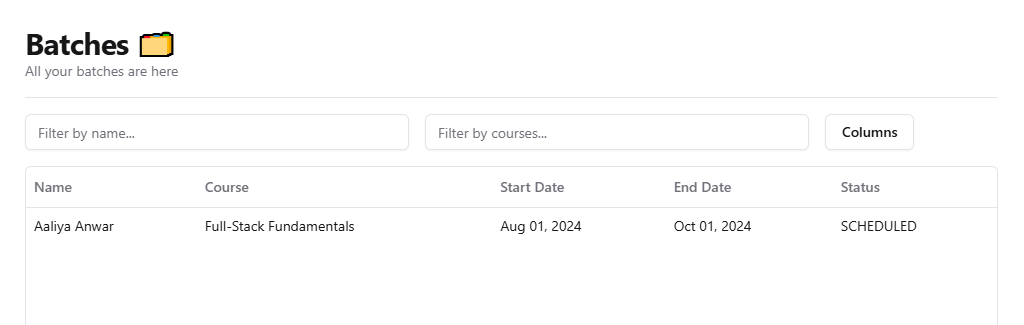 Batches
All your batches are here
Filter by name... Filter by courses... Columns
Name Course Start Date End Date Status
Aaliya Anwar Full-Stack Fundamentals Aug 01, 2024 Oct 01, 2024 SCHEDULED